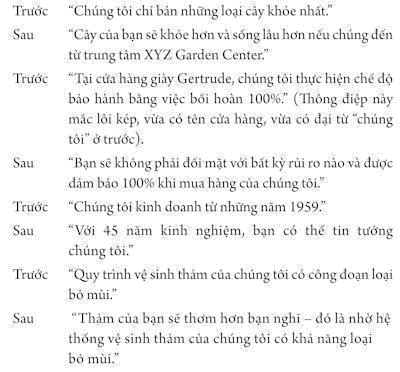 Trước “Chúng tôi chỉ bán những loại cây khỏe nhất.”
Sau “Cây của bạn sẽ khỏe hơn và sống lâu hơn nếu chúng đến
từ trung tâm XYZ Garden Center.”
Trước “Tại cửa hàng giày Gertrude, chúng tôi thực hiện chế độ
bảo hành bằng việc bồi hoàn 100%.” (Thông điệp này
mắc lỗi kép, vừa có tên cửa hàng, vừa có đại từ “chúng
tôi” ở trước).
Sau “Bạn sẽ không phải đối mặt với bất kỳ rủi ro nào và được
đảm bảo 100% khi mua hàng của chúng tôi.”
Trước “Chúng tôi kinh doanh từ những năm 1959.”
Sau “Với 45 năm kinh nghiệm, bạn có thể tin tưởng
chúng tôi.”
Trước “Quy trình vệ sinh thảm của chúng tôi có công đoạn loại
bỏ mùi.”
Sau “Thảm của bạn sẽ thơm hơn bạn nghĩ – đó là nhờ hệ
thống vệ sinh thảm của chúng tôi có khả năng loại
bỏ mùi.”